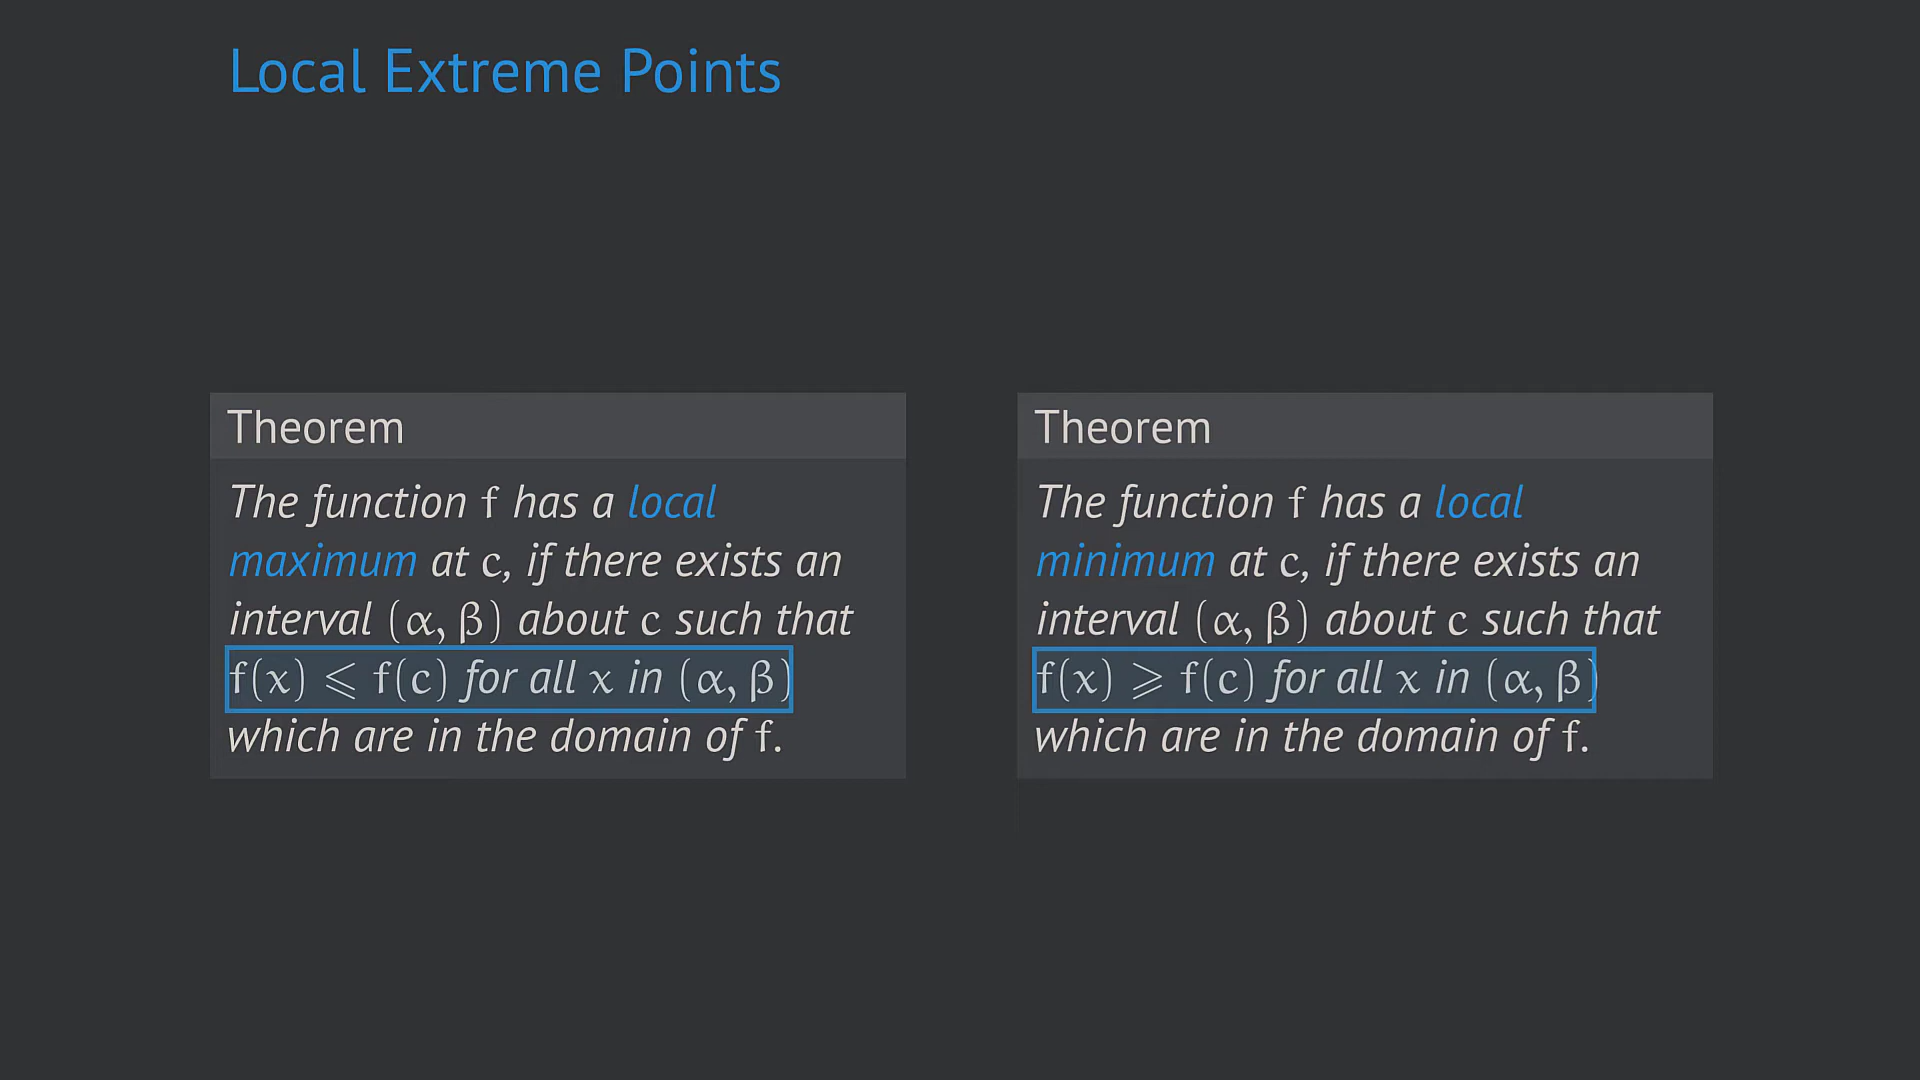 Local Extreme Points
Theorem
The function f has a local
maximum at c, if there exists an
interval (α, β) about c such that
f(x) ⩽ f(c) for all x in (α, β)
which are in the domain of f.
Theorem
The function f has a local
minimum at c, if there exists an
interval (α, β) about c such that
f(x) ⩾ f(c) for all x in (α, β)
which are in the domain of f.